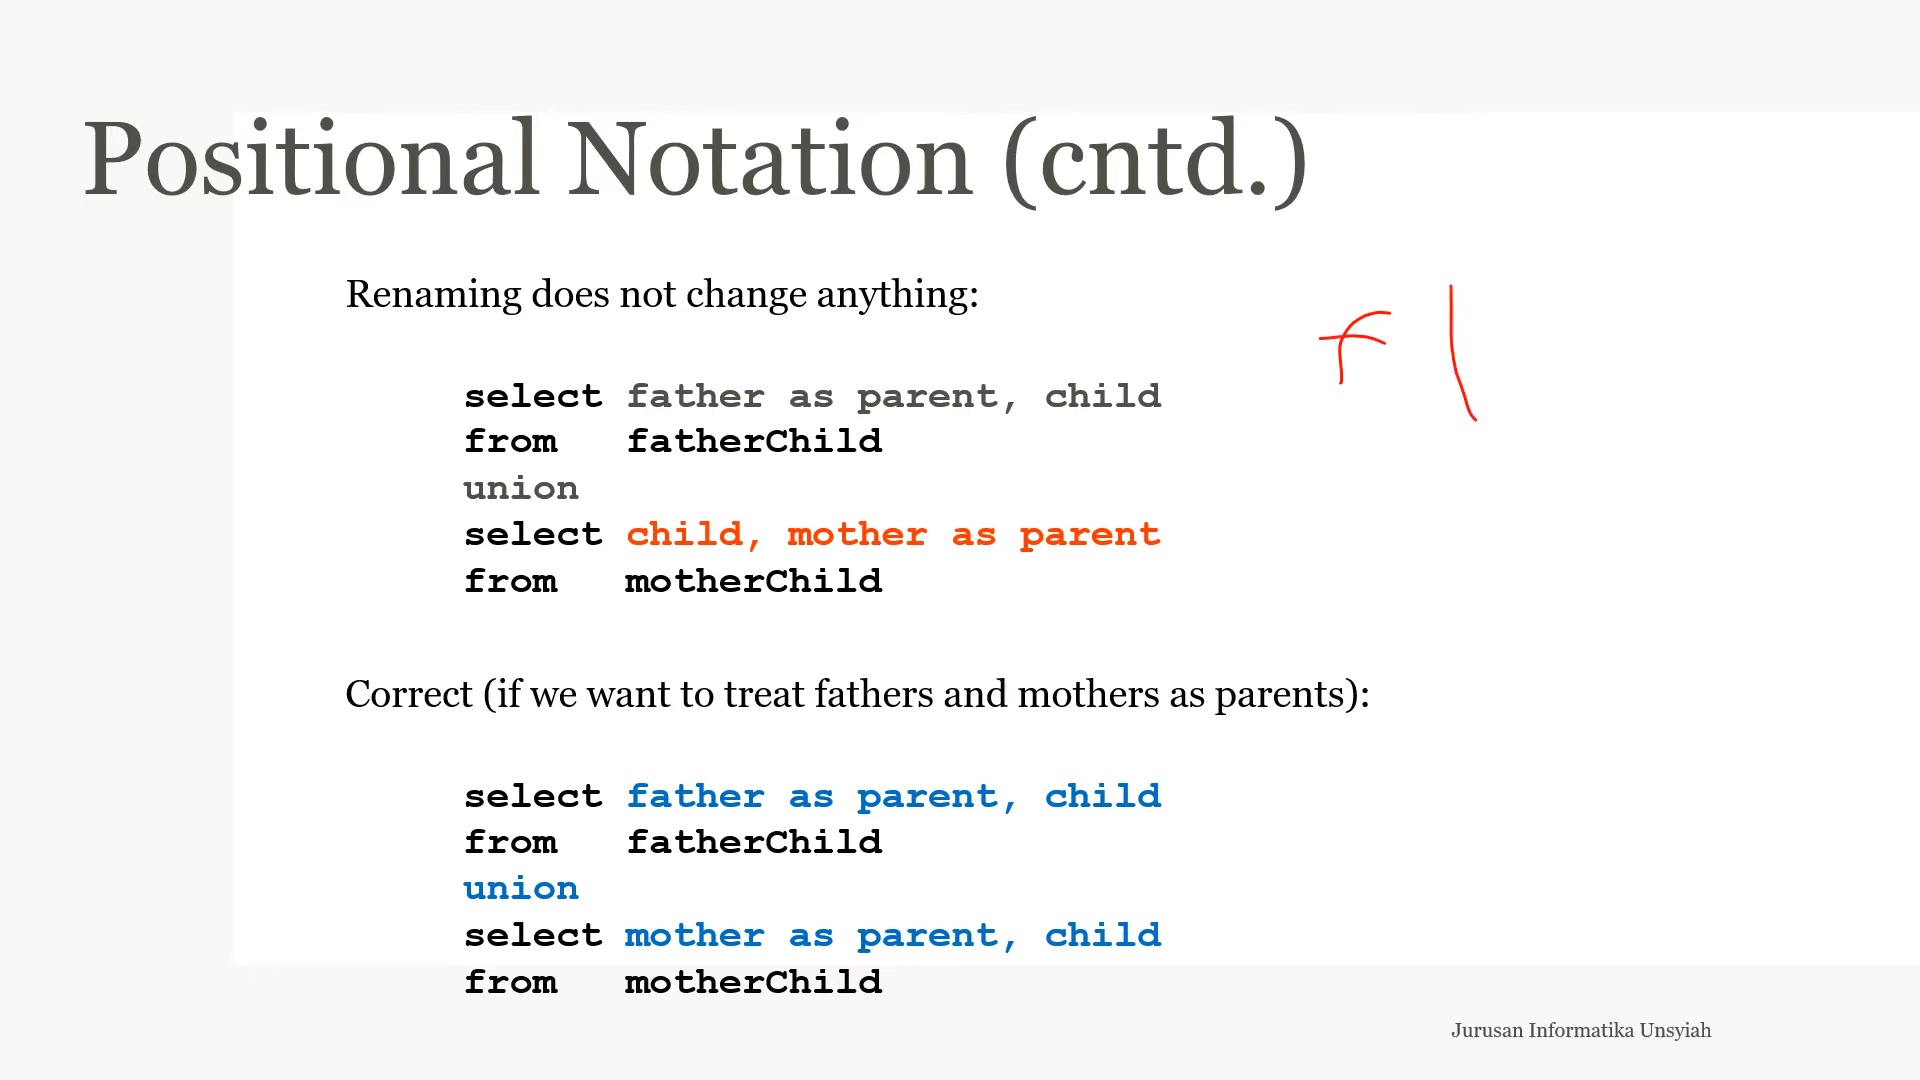 Positional Notation (cntd.)
Renaming does not change anything:
f |
select father as parent, child
from fatherChild
union
select child, mother as parent
from motherChild
Correct (if we want to treat fathers and mothers as parents):
select father as parent, child
from fatherChild
union
select mother as parent, child
from motherChild
Jurusan Informatika Unsyiah